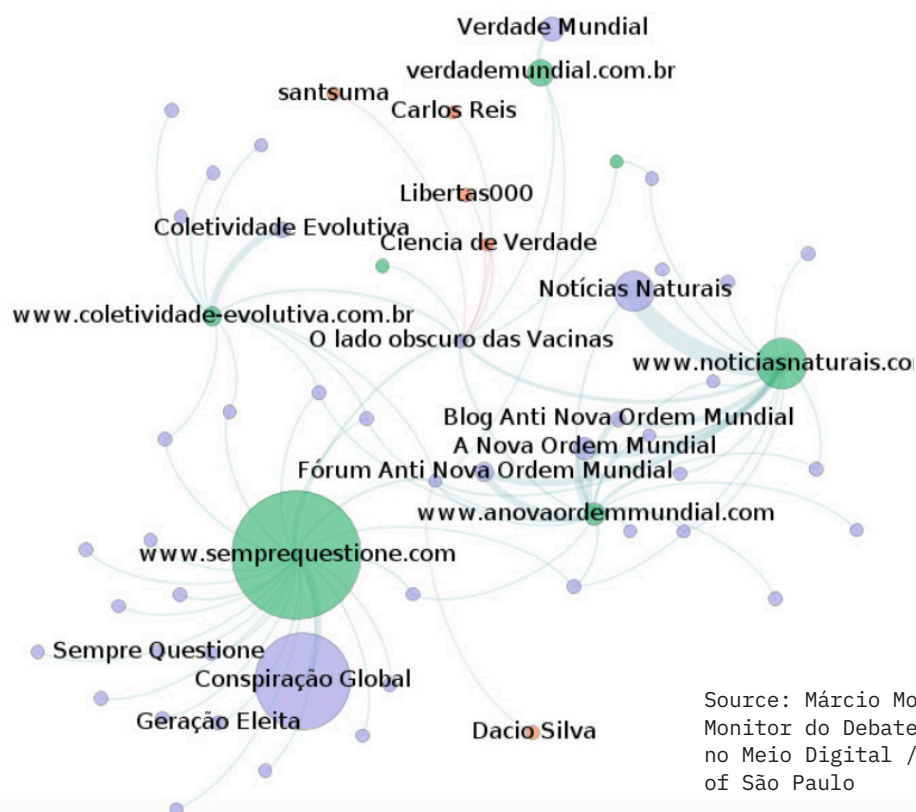 Verdade Mundial
verdademundial.com.br
santsuma
Carlos Reis
Libertas000
Coletividade Evolutiva
Ciencia de Verdade
Notícias Naturais
www.coletividade-evolutiva.com.br
O lado obscuro das Vacinas
www.noticiasnaturais.co
Blog Anti Nova Ordem Mundial
A Nova Ordem Mundial
Fórum Anti Nova Ordem Mundial
www.anovaordemmundial.com
www.semprequestione.com
Sempre Questione
Conspiração Global
Geração Eleita
Dacio Silva
Source: Márcio Mo
Monitor do Debate
no Meio Digital /
of São Paulo